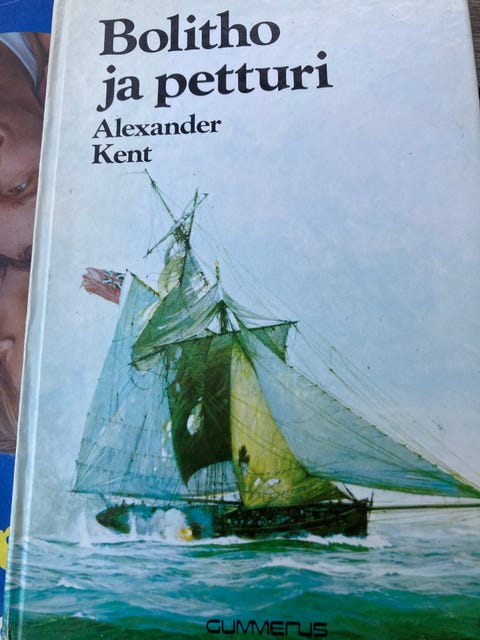 Bolitho
ja petturi
Alexander
Kent
GUMMERUS